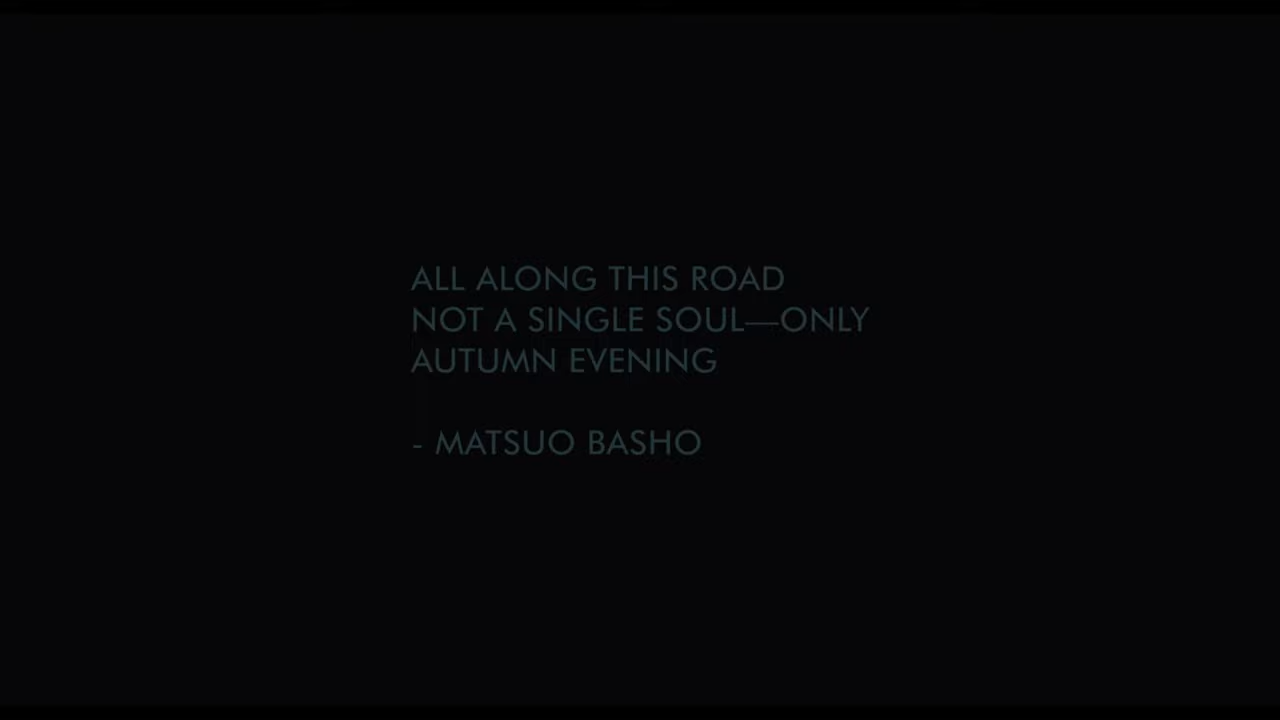 ALL ALONG THIS ROAD
NOT A SINGLE SOUL—ONLY
AUTUMN EVENING
- MATSUO BASHO